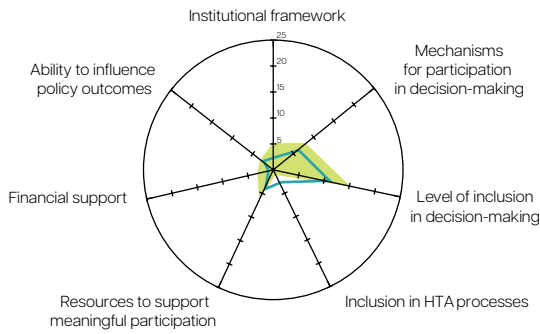 Institutional framework
25
20
15
10
5
Mechanisms
for participation
in decision-making
Level of inclusion
in decision-making
Inclusion in HTA processes
Resources to support
meaningful participation
Financial support
Ability to influence
policy outcomes